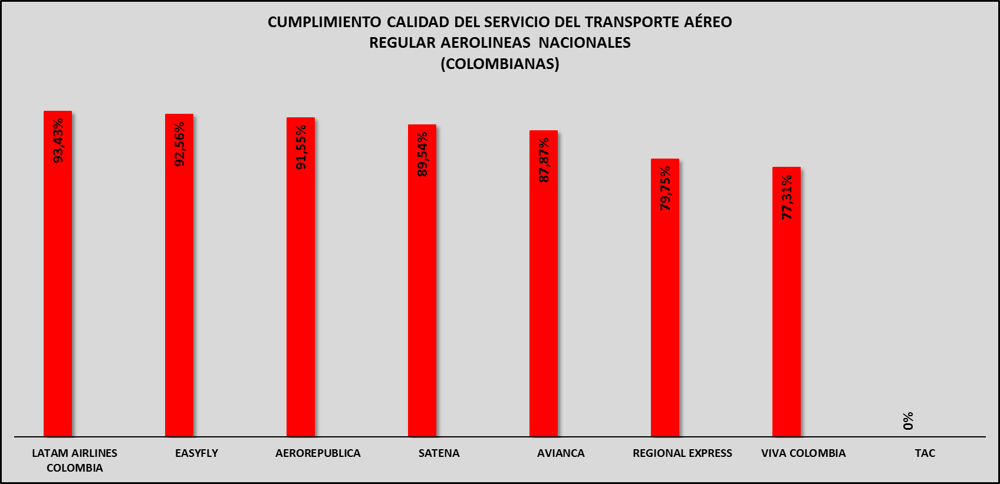 CUMPLIMIENTO CALIDAD DEL SERVICIO DEL TRANSPORTE AÉREO
REGULAR AEROLINEAS NACIONALES
(COLOMBIANAS)
93,43%
92,56%
91,55%
89,54%
87,87%
79,75%
77,31%
0%
LATAM AIRLINES
COLOMBIA
EASYFLY
AEROREPUBLICA
SATENA
AVIANCA
REGIONAL EXPRESS
VIVA COLOMBIA
TAC